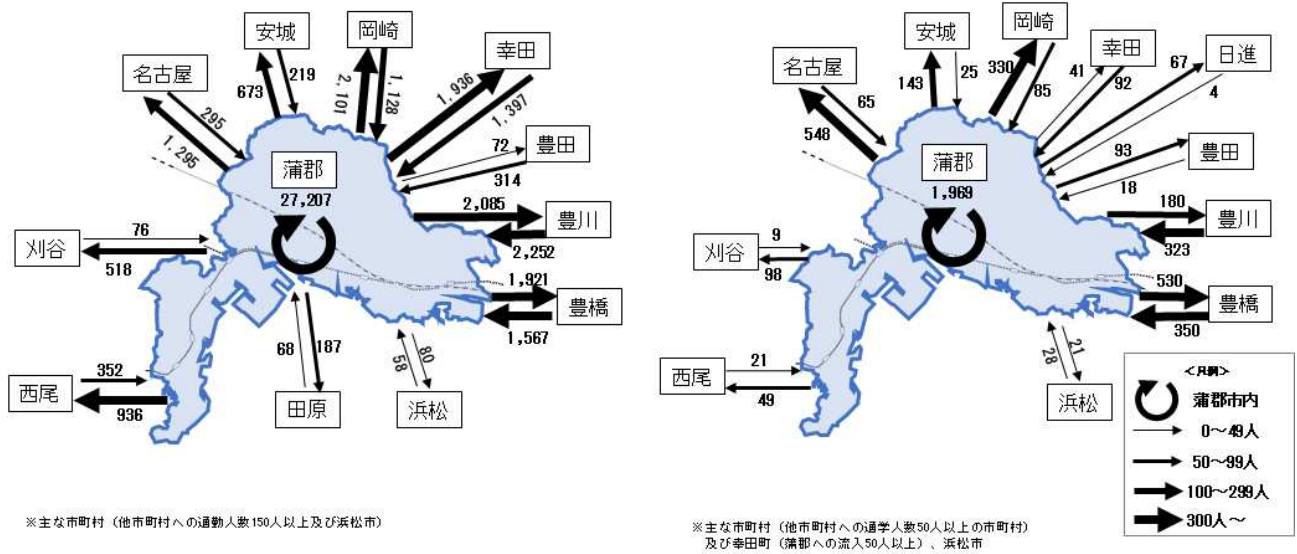 安城
219
673
岡崎
2,101
1,128
幸田
1,936
1,397
名古屋
295
1,295
豊田
72
314
蒲郡
27,207
豊川
2,085
2,252
刈谷
76
518
豊橋
1,921
1,567
西尾
352
936
68
187
田原
80
58
浜松
※主な市町村（他市町村への通勤人数150人以上及び浜松市）
安城
143
25
岡崎
330
85
幸田
41
92
日進
67
4
名古屋
65
548
豊田
93
18
蒲郡
1,969
豊川
180
323
刈谷
9
98
豊橋
530
350
西尾
21
49
21
28
浜松
<凡例>
蒲郡市内
0～49人
50～99人
100～299人
300人～
※主な市町村（他市町村への通学人数50人以上の市町村）
及び幸田町（蒲郡への流入50人以上）、浜松市